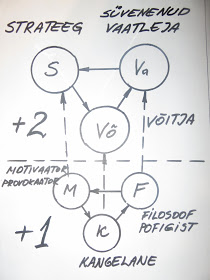 STRATEEG
SÜVENENUD
VAATLEJA
S
Va
+2
Võ
VÕITJA
MOTIVAATOR
PROVOKAATOR
M
F
+1
K
FILOSOOF
POFIGIST
KANGELANE